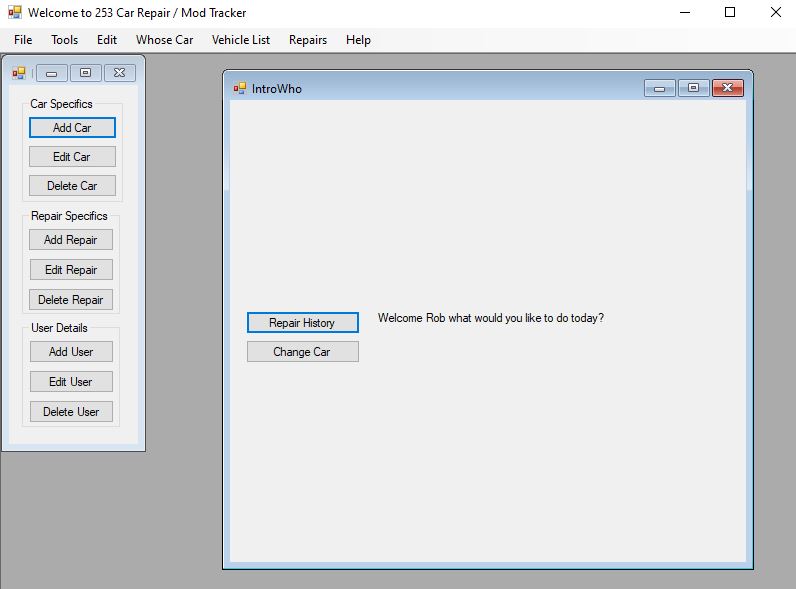 Welcome to 253 Car Repair / Mod Tracker
File Tools Edit Whose Car Vehicle List Repairs Help
Car Specifics
Add Car
Edit Car
Delete Car
Repair Specifics
Add Repair
Edit Repair
Delete Repair
User Details
Add User
Edit User
Delete User
IntroWho
Repair History
Welcome Rob what would you like to do today?
Change Car